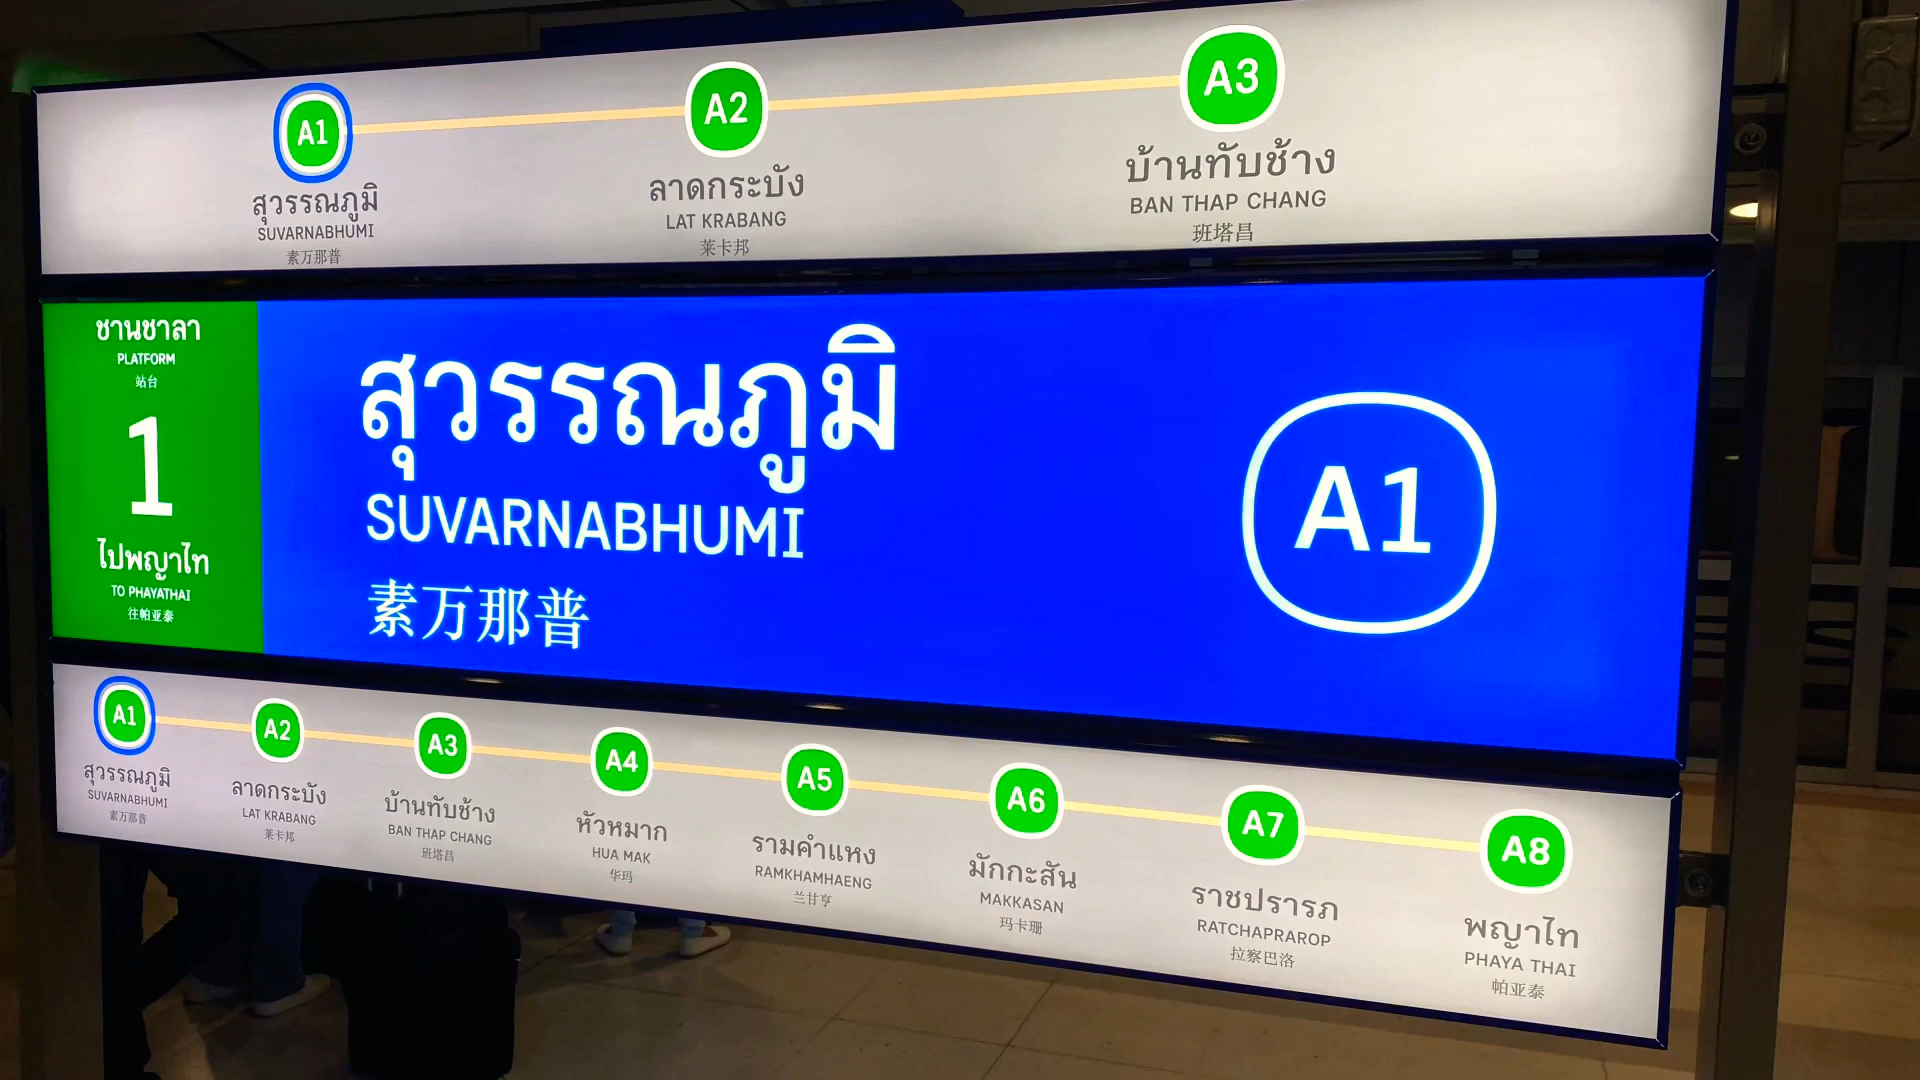 A1
สุวรรณภูมิ
SUVARNABHUMI
素万那普
A2
ลาดกระบัง
LAT KRABANG
莱卡邦
A3
บ้านทับช้าง
BAN THAP CHANG
班塔昌
ชานชาลา
PLATFORM
站台
1
ไปพญาไท
TO PHAYATHAI
往帕亚泰
สุวรรณภูมิ
SUVARNABHUMI
素万那普
A1
A1
สุวรรณภูมิ
SUVARNABHUMI
素万那普
A2
ลาดกระบัง
LAT KRABANG
莱卡邦
A3
บ้านทับช้าง
BAN THAP CHANG
班塔昌
A4
หัวหมาก
HUA MAK
华玛
A5
รามคำแหง
RAMKHAMHAENG
兰甘亨
A6
มักกะสัน
MAKKASAN
玛卡珊
A7
ราชปรารภ
RATCHAPRAROP
拉察巴洛
A8
พญาไท
PHAYA THAI
帕亚泰